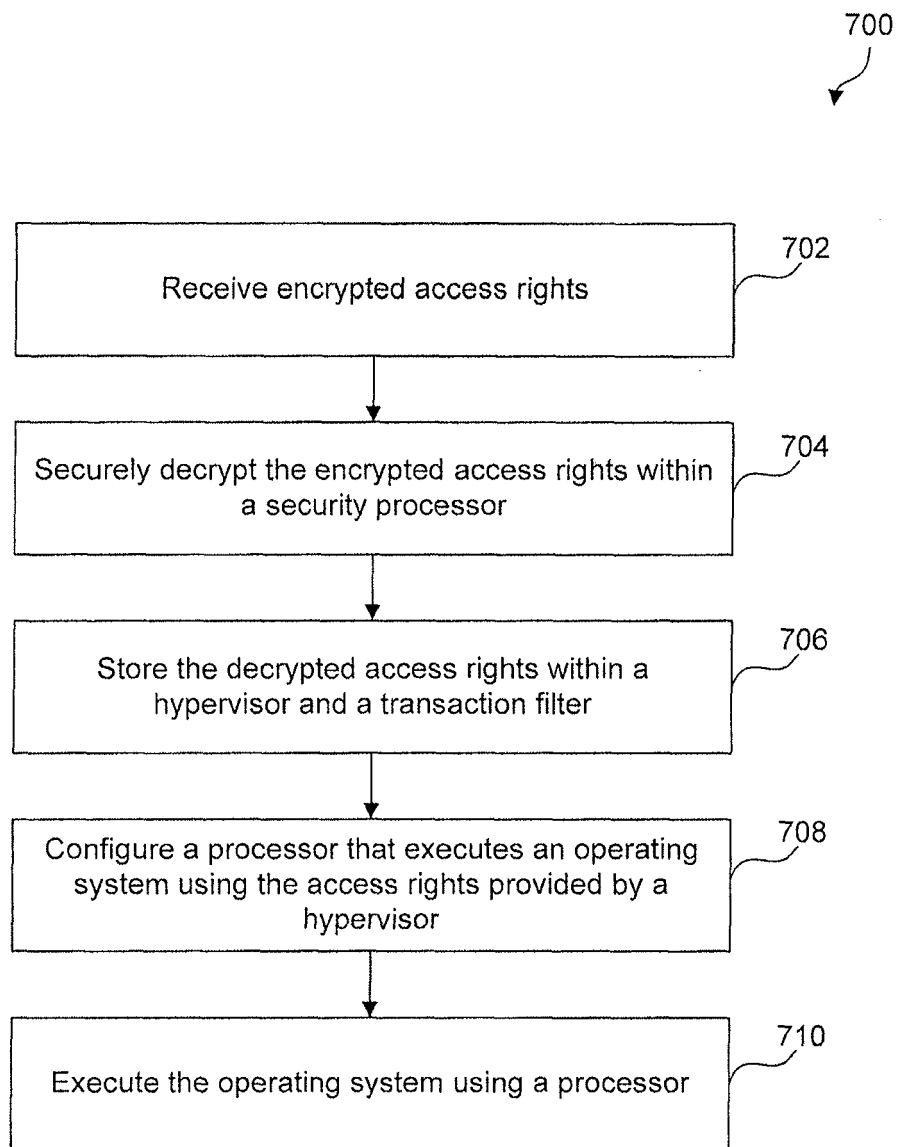 700
702
Receive encrypted access rights
704
Securely decrypt the encrypted access rights within
a security processor
706
Store the decrypted access rights within a
hypervisor and a transaction filter
708
Configure a processor that executes an operating
system using the access rights provided by a
hypervisor
710
Execute the operating system using a processor